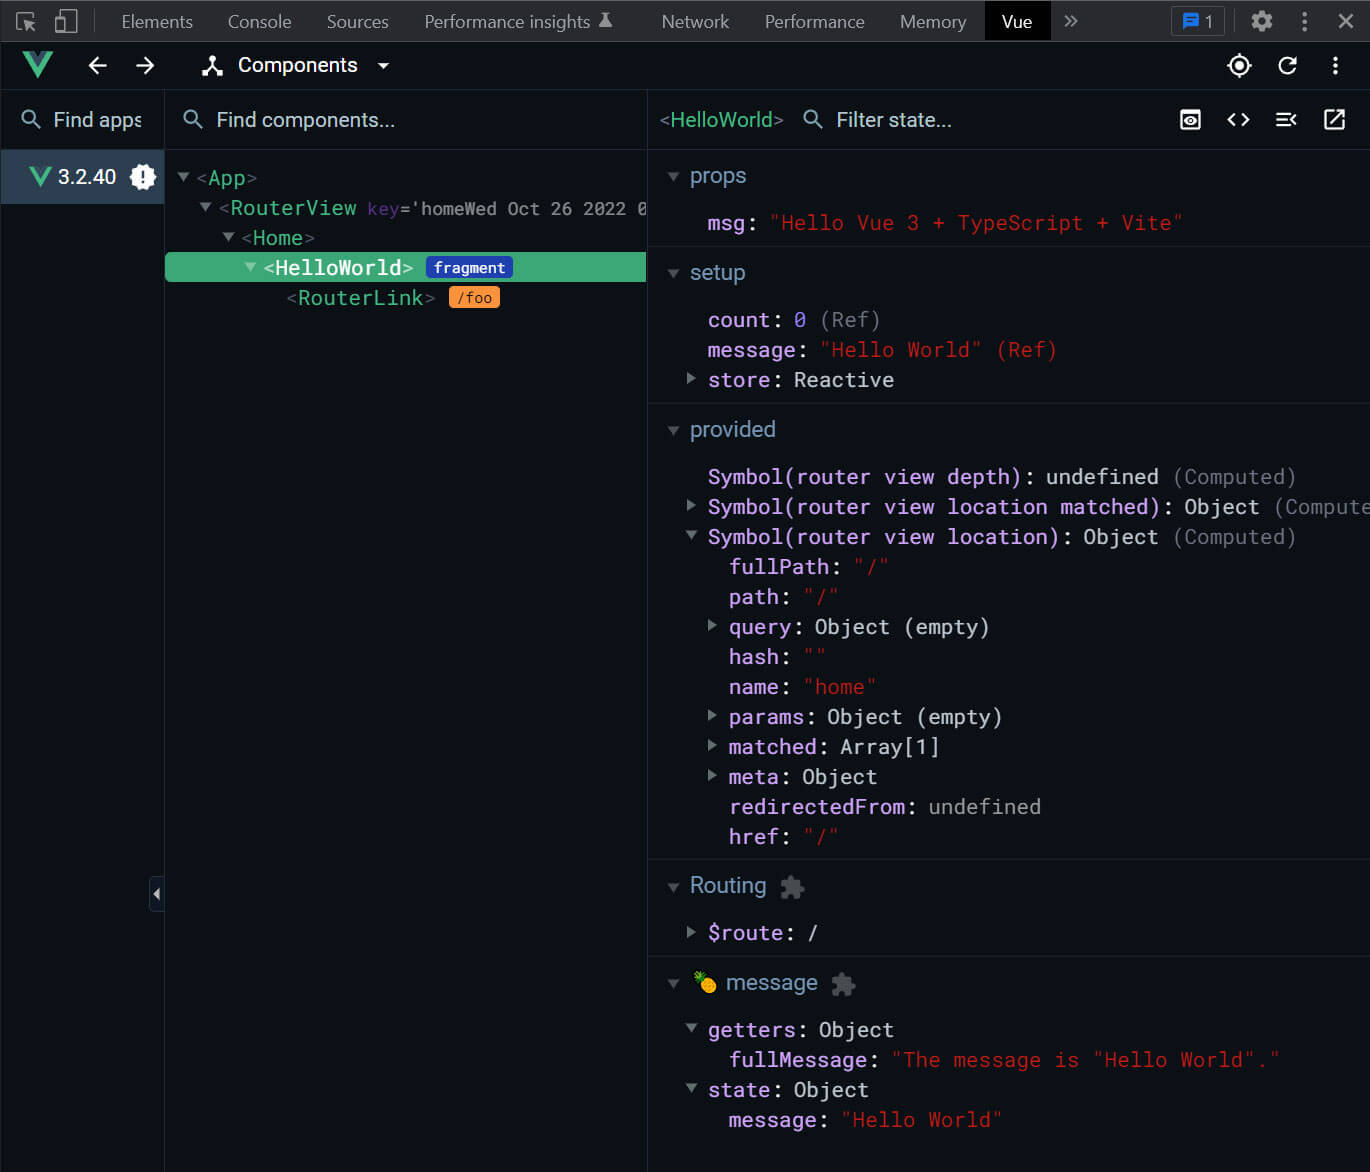 Elements Console Sources Performance insights Network Performance Memory Vue 1
Components
Find apps Find components... <HelloWorld> Filter state...
3.2.40
<App>
<RouterView key='homeWed Oct 26 2022 0
<Home>
<HelloWorld> fragment
<RouterLink> /foo
props
msg: "Hello Vue 3 + TypeScript + Vite"
setup
count: 0 (Ref)
message: "Hello World" (Ref)
store: Reactive
provided
Symbol(router view depth): undefined (Computed)
Symbol(router view location matched): Object (Compute
Symbol(router view location): Object (Computed)
fullPath: "/"
path: "/"
query: Object (empty)
hash: ""
name: "home"
params: Object (empty)
matched: Array[1]
meta: Object
redirectedFrom: undefined
href: "/"
Routing
$route: /
🍍 message
getters: Object
fullMessage: "The message is "Hello World"."
state: Object
message: "Hello World"